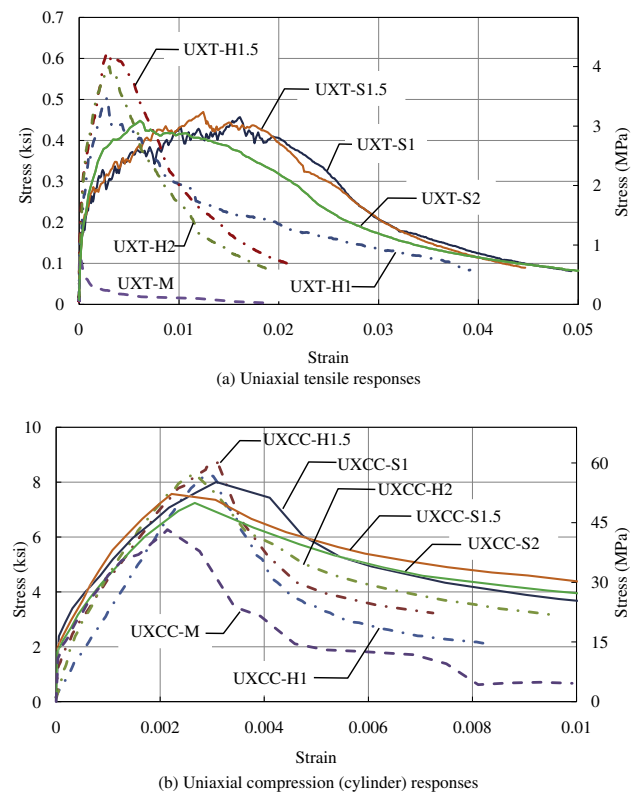 0.7
0.6
0.5
0.4
0.3
0.2
0.1
0
Stress (ksi)
UXT-H1.5
UXT-S1.5
UXT-S1
UXT-S2
UXT-H2
UXT-H1
UXT-M
4
3
2
1
0
Stress (MPa)
0 0.01 0.02 0.03 0.04 0.05
Strain
(a) Uniaxial tensile responses
10
8
6
4
2
0
Stress (ksi)
UXCC-H1.5
UXCC-S1
UXCC-H2
UXCC-S1.5
UXCC-S2
UXCC-M
UXCC-H1
60
45
30
15
0
Stress (MPa)
0 0.002 0.004 0.006 0.008 0.01
Strain
(b) Uniaxial compression (cylinder) responses